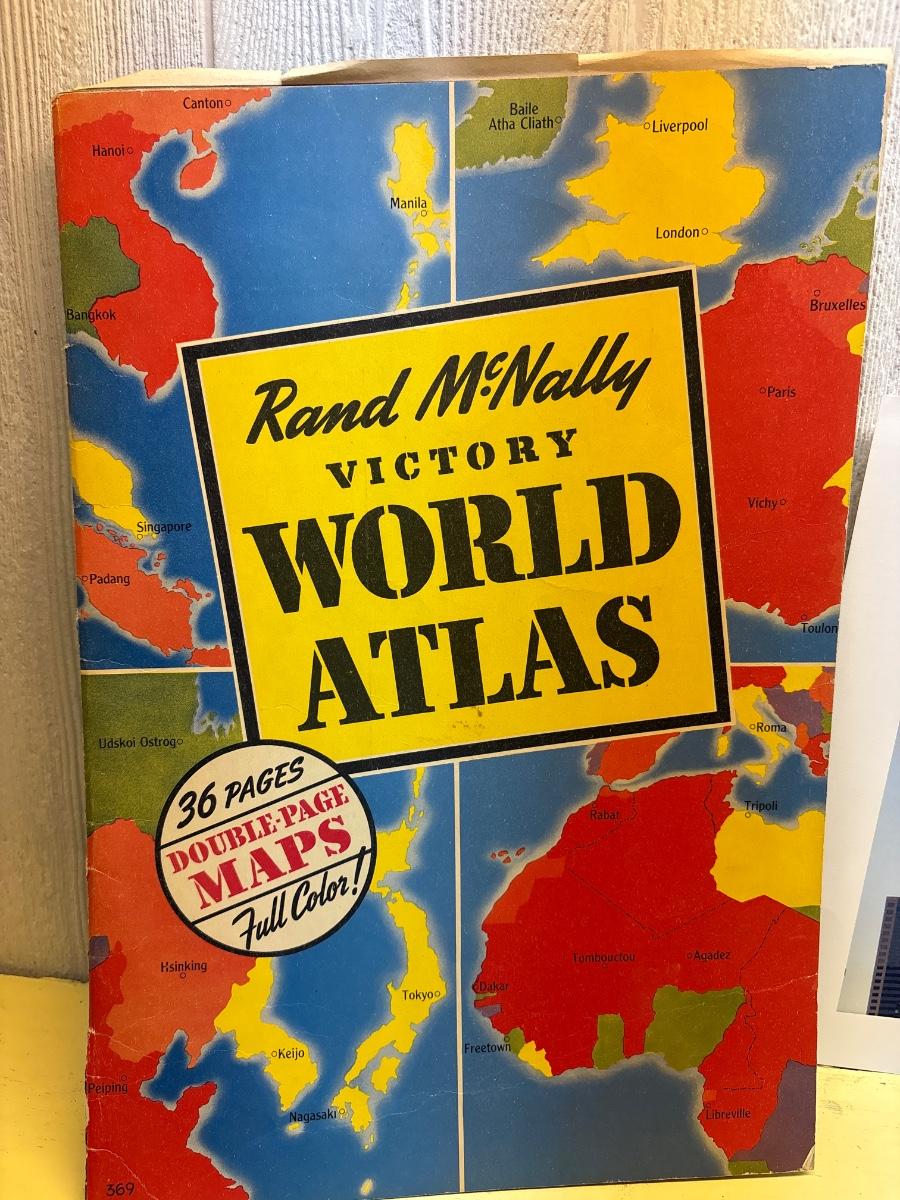 Canton
Hanoi
Manila
Bangkok
Singapore
Padang
Baile
Atha Cliath
Liverpool
London
Bruxelles
Paris
Vichy
Toulon
Rand McNally
VICTORY
WORLD
ATLAS
36 PAGES
DOUBLE-PAGE
MAPS
Full Color!
Udskoi Ostrog
Hsinking
Tokyo
Keijo
Peiping
Nagasaki
369
Roma
Rabat
Tripoli
Tombouctou
Agadez
Dakar
Freetown
Libreville